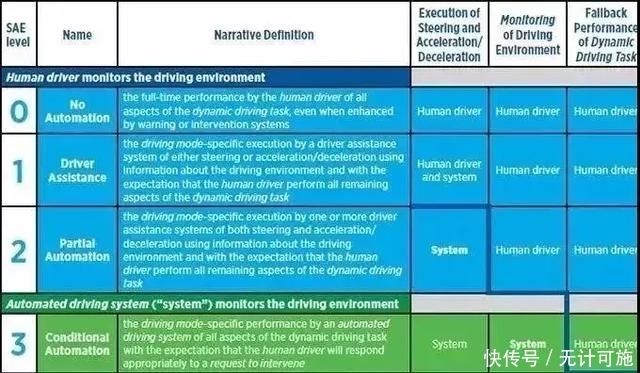 SAE level
Name
Narrative Definition
Execution of Steering and Acceleration/Deceleration
Monitoring of Driving Environment
Fallback Performance of Dynamic Driving Task
Human driver monitors the driving environment
0
No Automation
the full-time performance by the human driver of all
aspects of the dynamic driving task, even when enhanced
by warning or intervention systems
Human driver
Human driver
Human driver
1
Driver Assistance
the driving mode-specific execution by a driver assistance
system of either steering or acceleration/deceleration using
information about the driving environment and with the
expectation that the human driver perform all remaining
aspects of the dynamic driving task
Human driver and system
Human driver
Human driver
2
Partial Automation
the driving mode-specific execution by one or more driver
assistance systems of both steering and acceleration/
deceleration using information about the driving
environment and with the expectation that the human
driver perform all remaining aspects of the dynamic driving
task
System
Human driver
Human driver
Automated driving system ("system") monitors the driving environment
3
Conditional Automation
the driving mode-specific performance by an automated
driving system of all aspects of the dynamic driving task
with the expectation that the human driver will respond
appropriately to a request to intervene
System
System
Human driver
快传号 / 无计可施